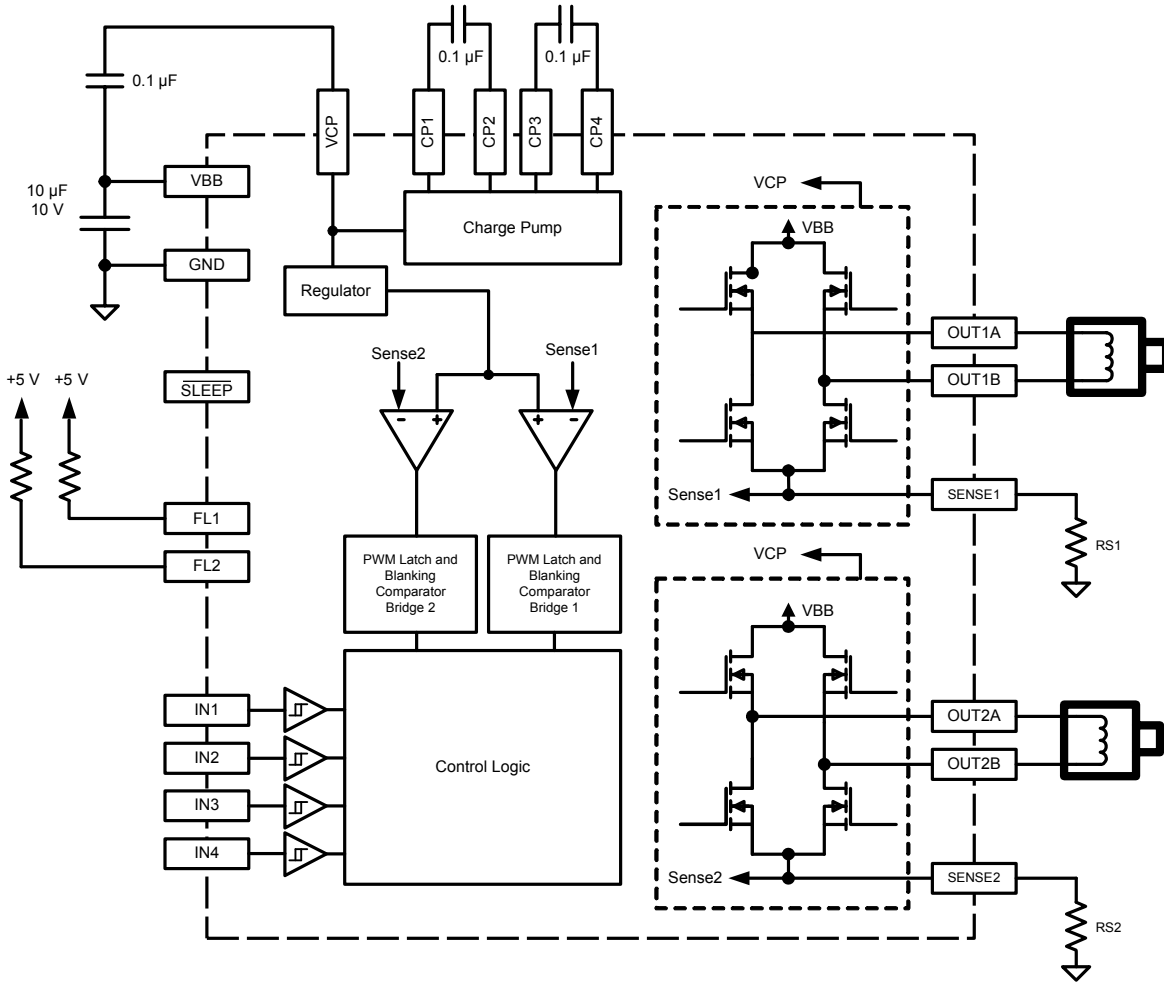 0.1 µF
0.1 µF
0.1 µF
VCP
CP1
CP2
CP3
CP4
VBB
10 µF
10 V
GND
Charge Pump
Regulator
VCP
VBB
OUT1A
OUT1B
Sense2
Sense1
+5 V
+5 V
SLEEP
Sense1
SENSE1
RS1
FL1
FL2
PWM Latch and
Blanking
Comparator
Bridge 2
PWM Latch and
Blanking
Comparator
Bridge 1
VCP
VBB
IN1
IN2
IN3
IN4
Control Logic
OUT2A
OUT2B
Sense2
SENSE2
RS2